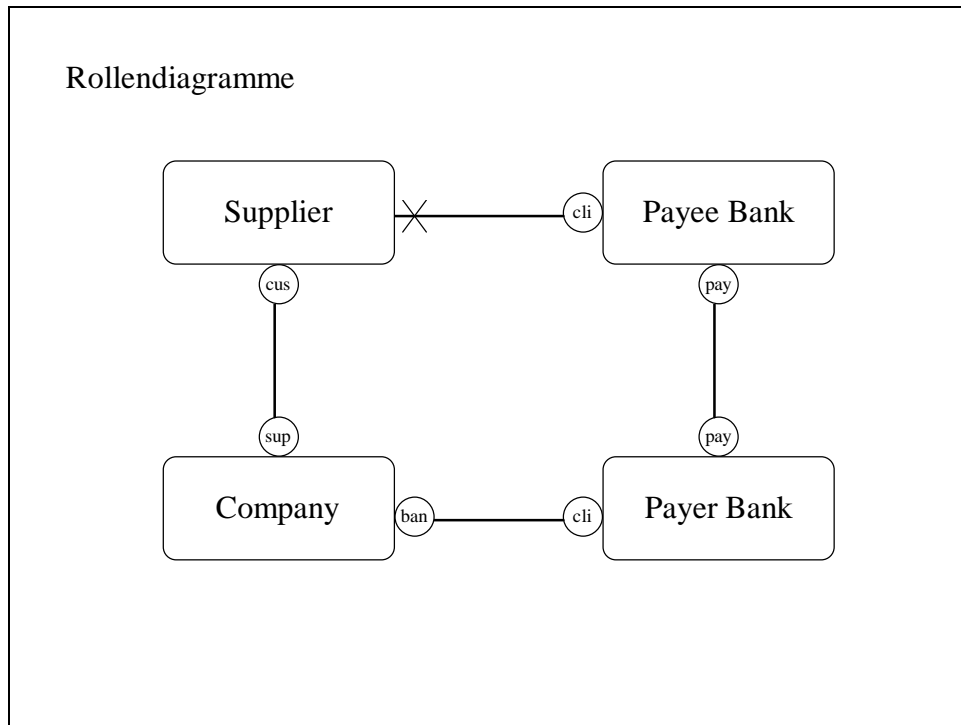 Rollendiagramme
Supplier
cli
Payee Bank
cus
pay
sup
pay
Company
ban
cli
Payer Bank